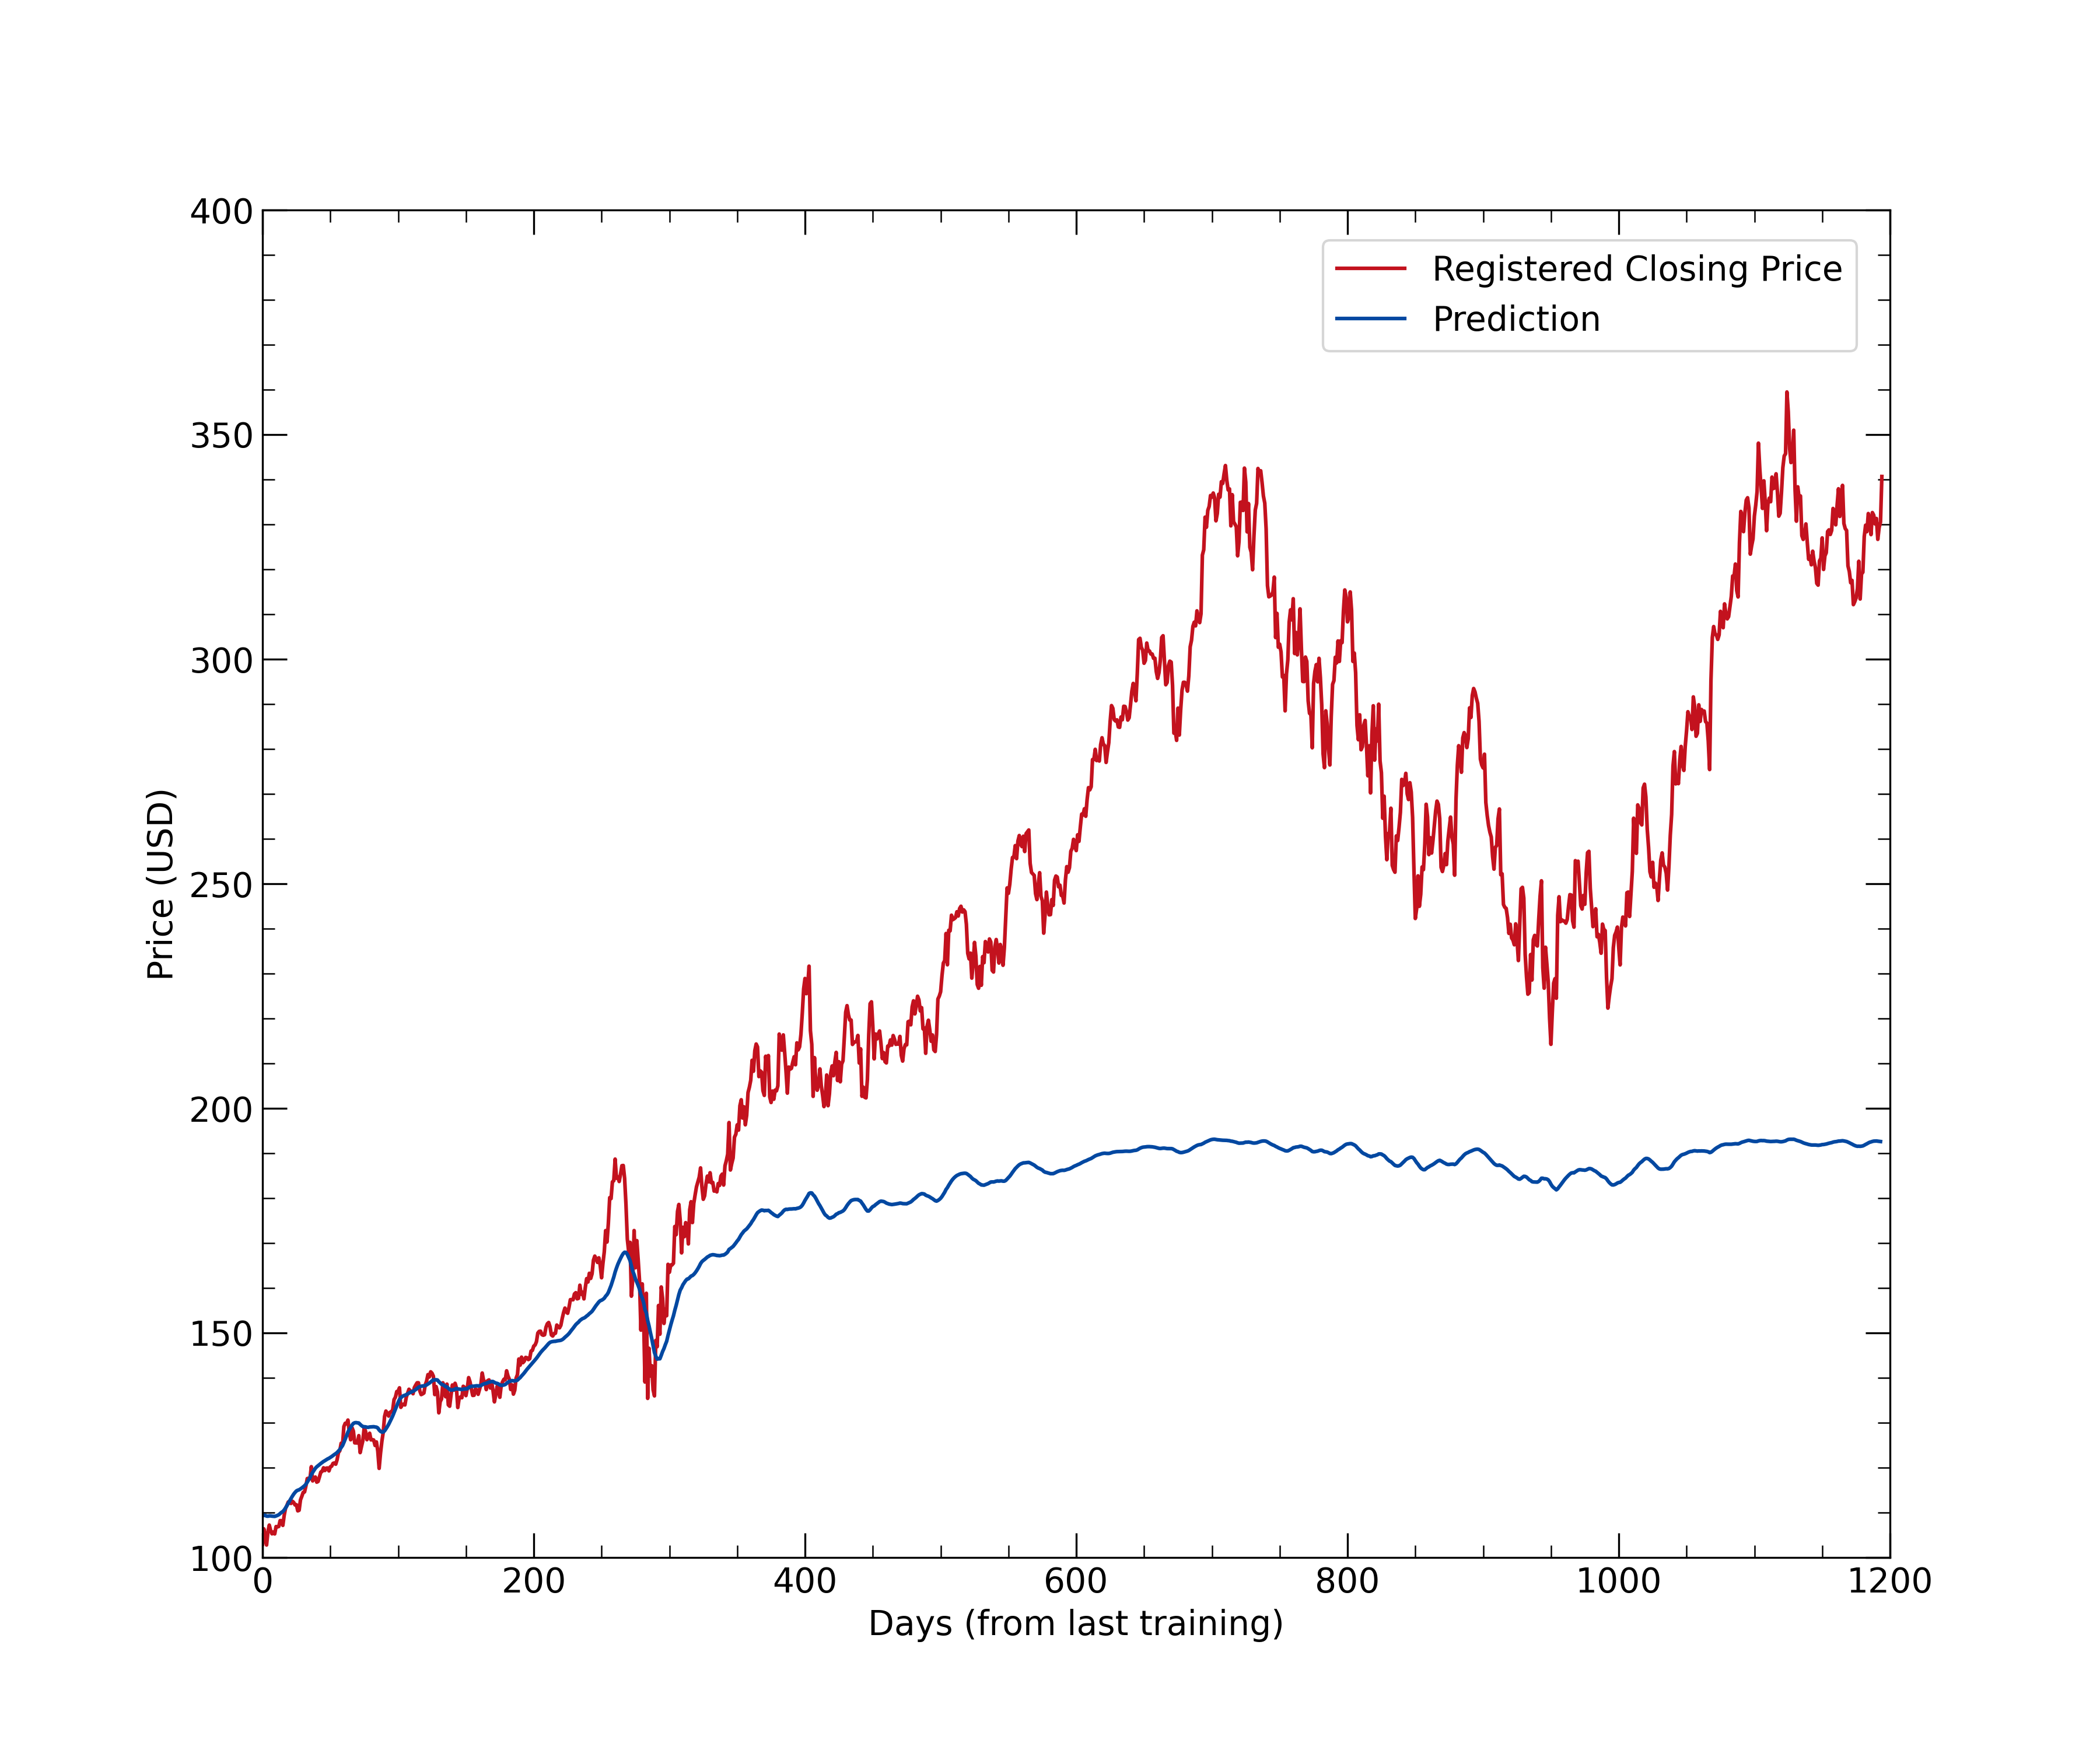 400
350
300
250
200
150
100
0 200 400 600 800 1000 1200
Price (USD)
Days (from last training)
Registered Closing Price
Prediction